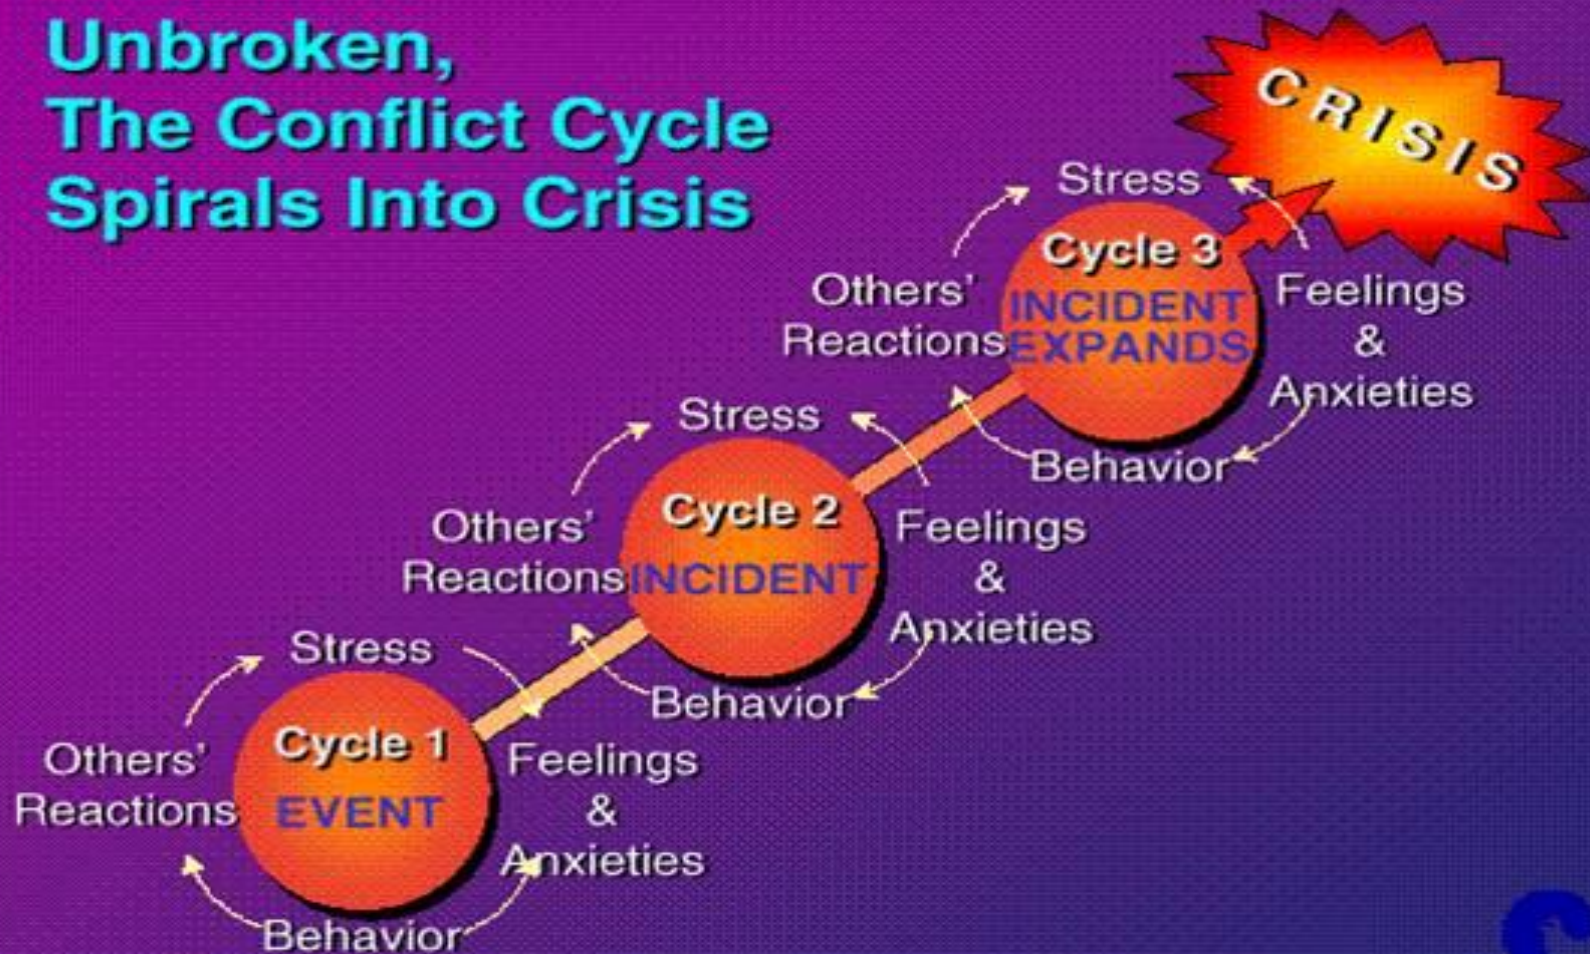 Unbroken,
The Conflict Cycle
Spirals Into Crisis
CRISIS
Stress
Cycle 3
INCIDENT
EXPANDS
Others'
Reactions
Feelings
&
Anxieties
Behavior
Stress
Cycle 2
INCIDENT
Others'
Reactions
Feelings
&
Anxieties
Behavior
Stress
Cycle 1
EVENT
Others'
Reactions
Feelings
&
Anxieties
Behavior